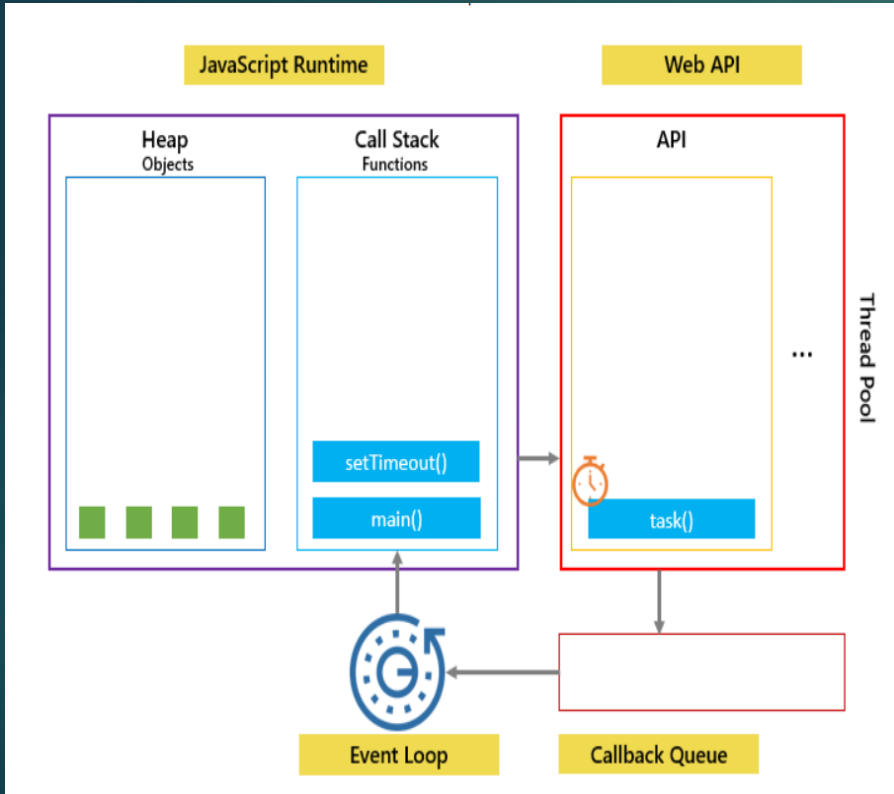 JavaScript Runtime
Web API
Heap
Objects
Call Stack
Functions
API
...
Thread Pool
setTimeout()
main()
task()
Event Loop
Callback Queue